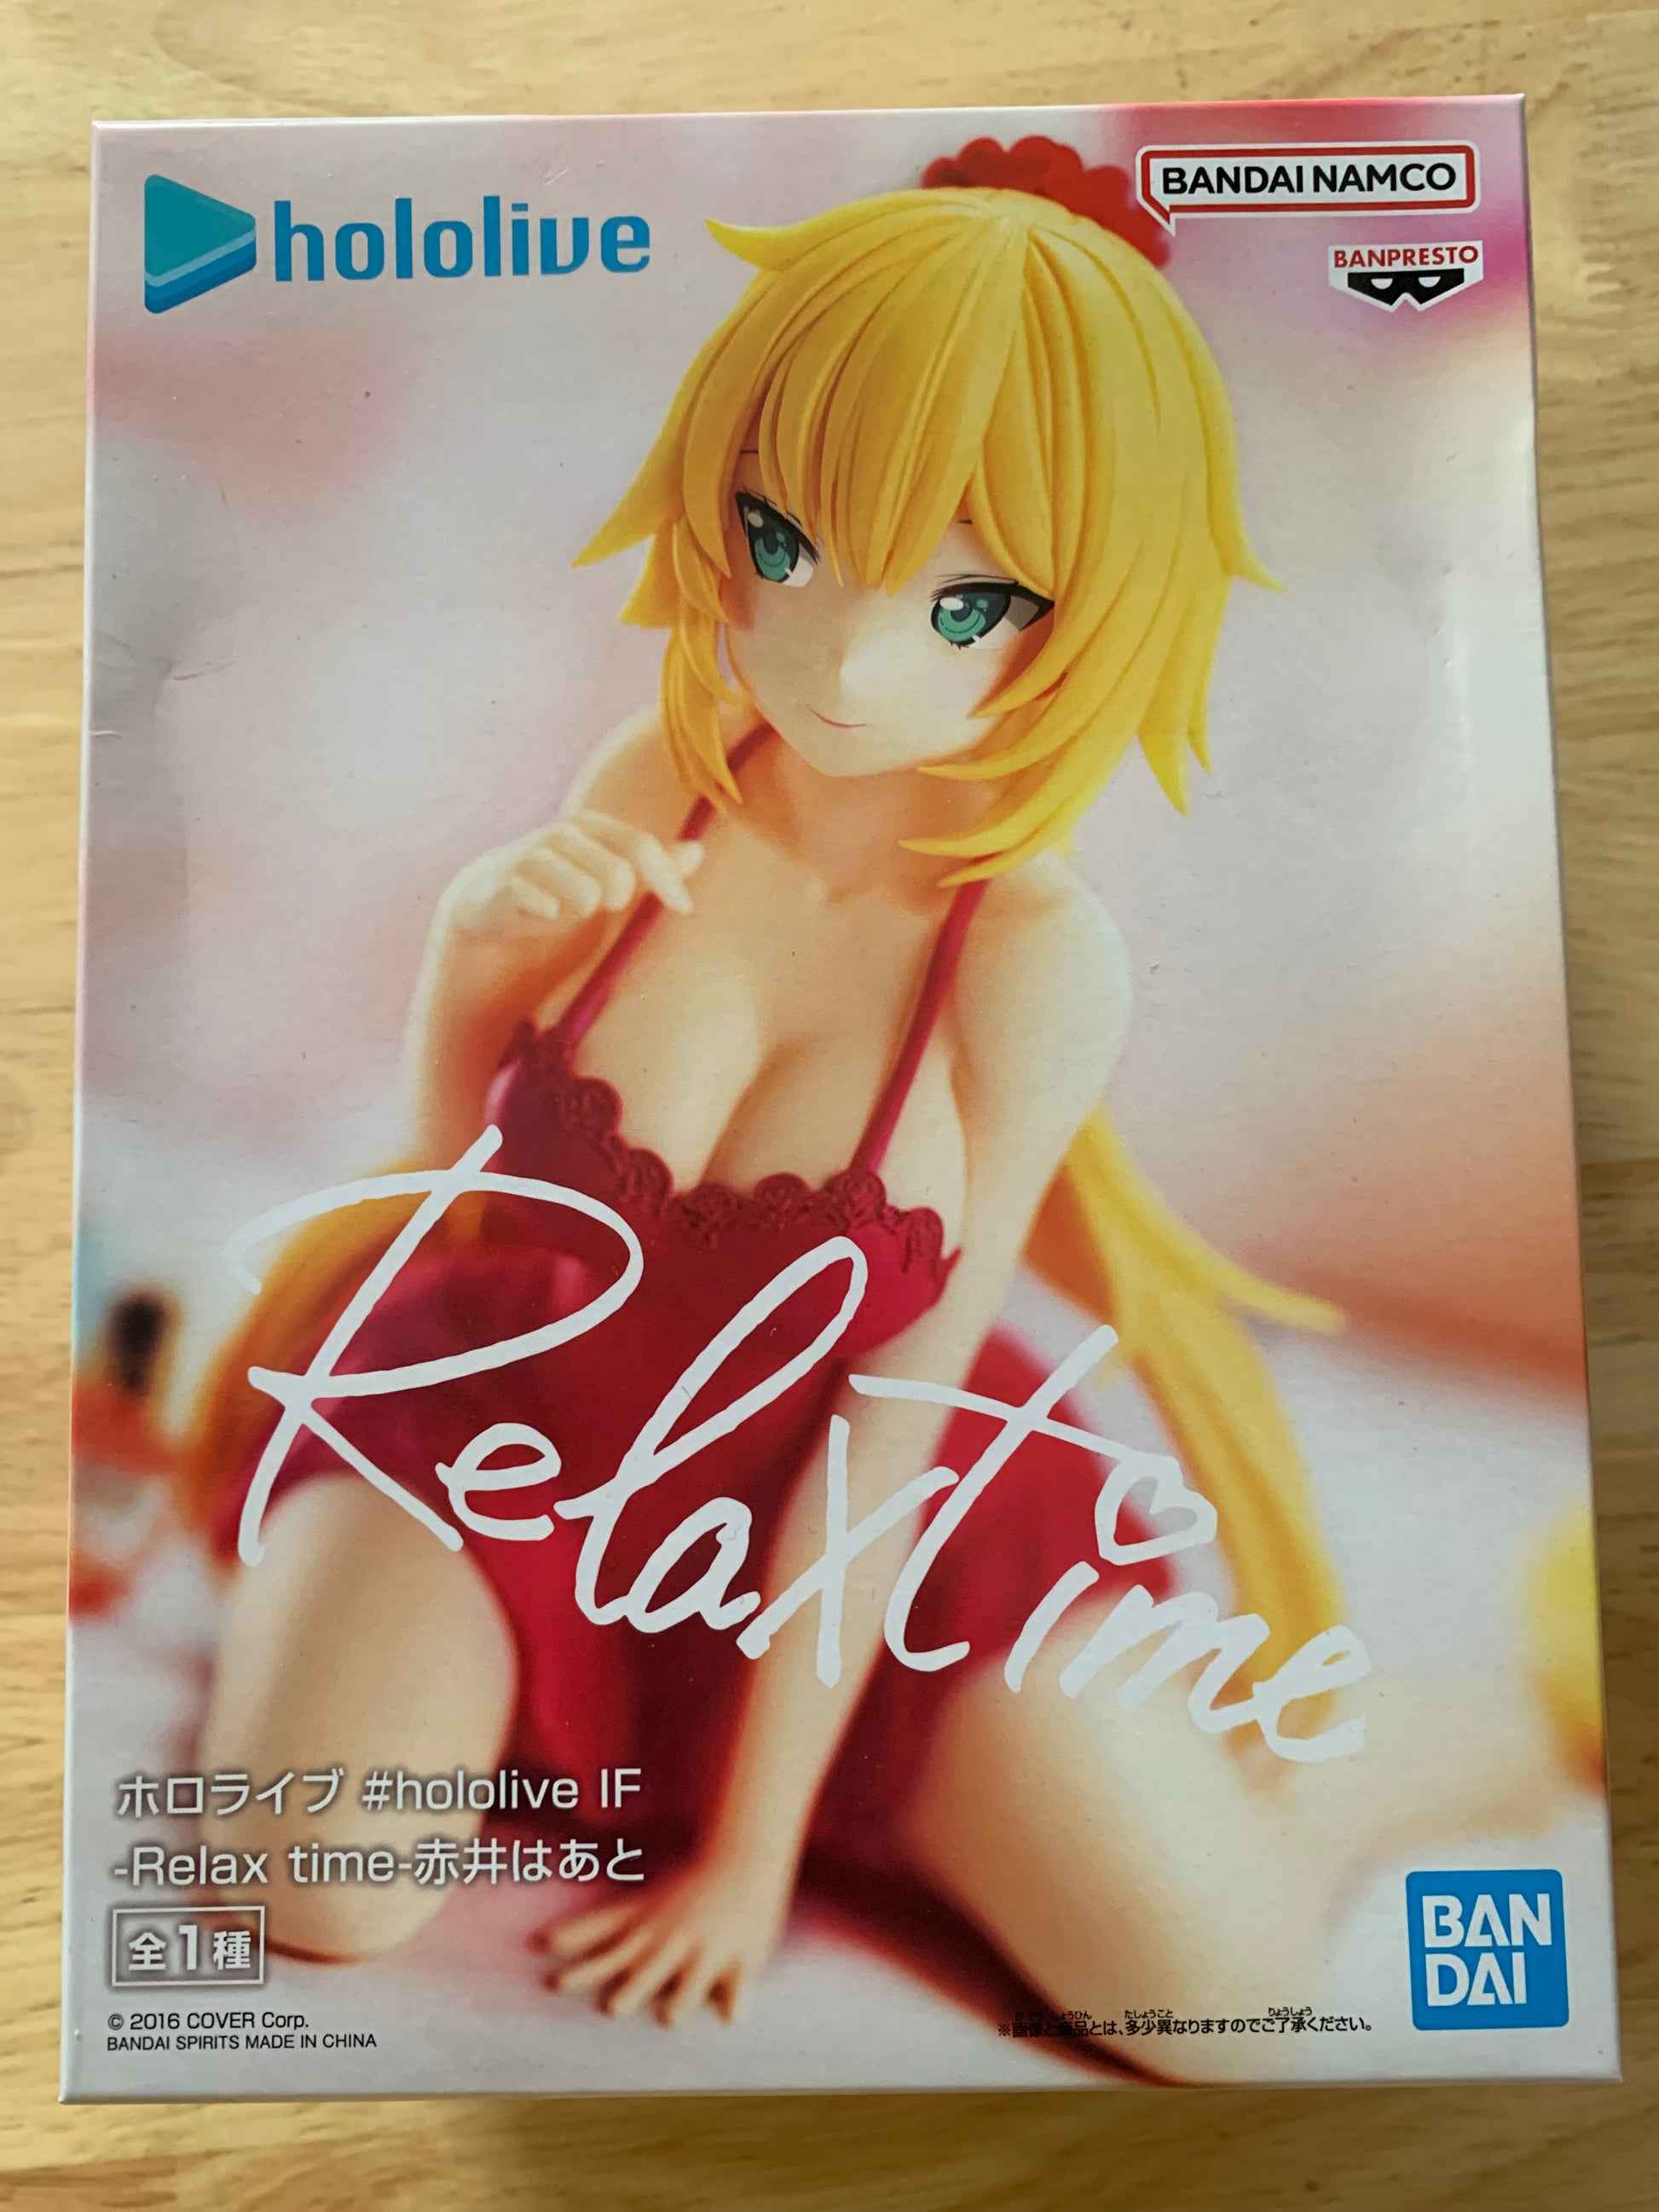 hololive
BANDAI NAMCO
BANPRESTO
Relax time
ホロライブ #hololive IF
-Relax time-赤井はあと
全1種
© 2016 COVER Corp.
BANDAI SPIRITS MADE IN CHINA
※画像と商品とは、多少異なりますのでご了承ください。
BAN
DAI